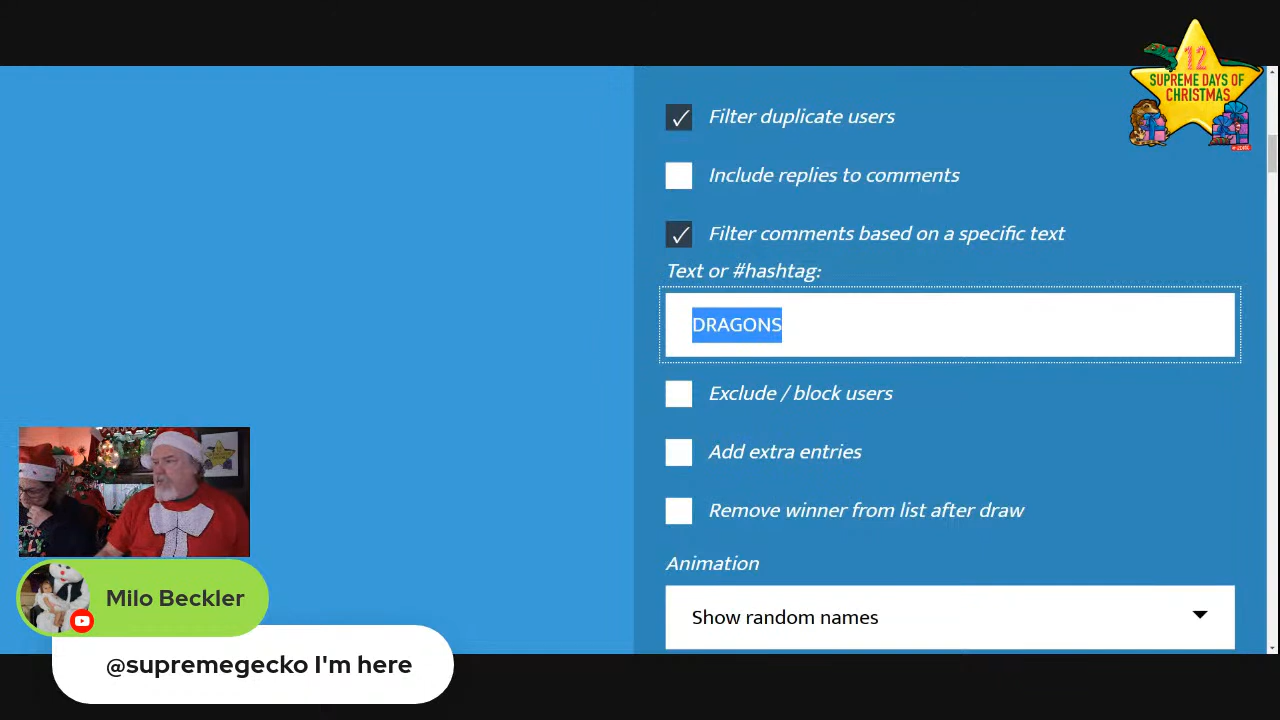 12
SUPREME DAYS OF
CHRISTMAS
Filter duplicate users
Include replies to comments
Filter comments based on a specific text
Text or #hashtag:
DRAGONS
Exclude / block users
Add extra entries
Remove winner from list after draw
Animation
Show random names
Milo Beckler
@supremegecko I'm here